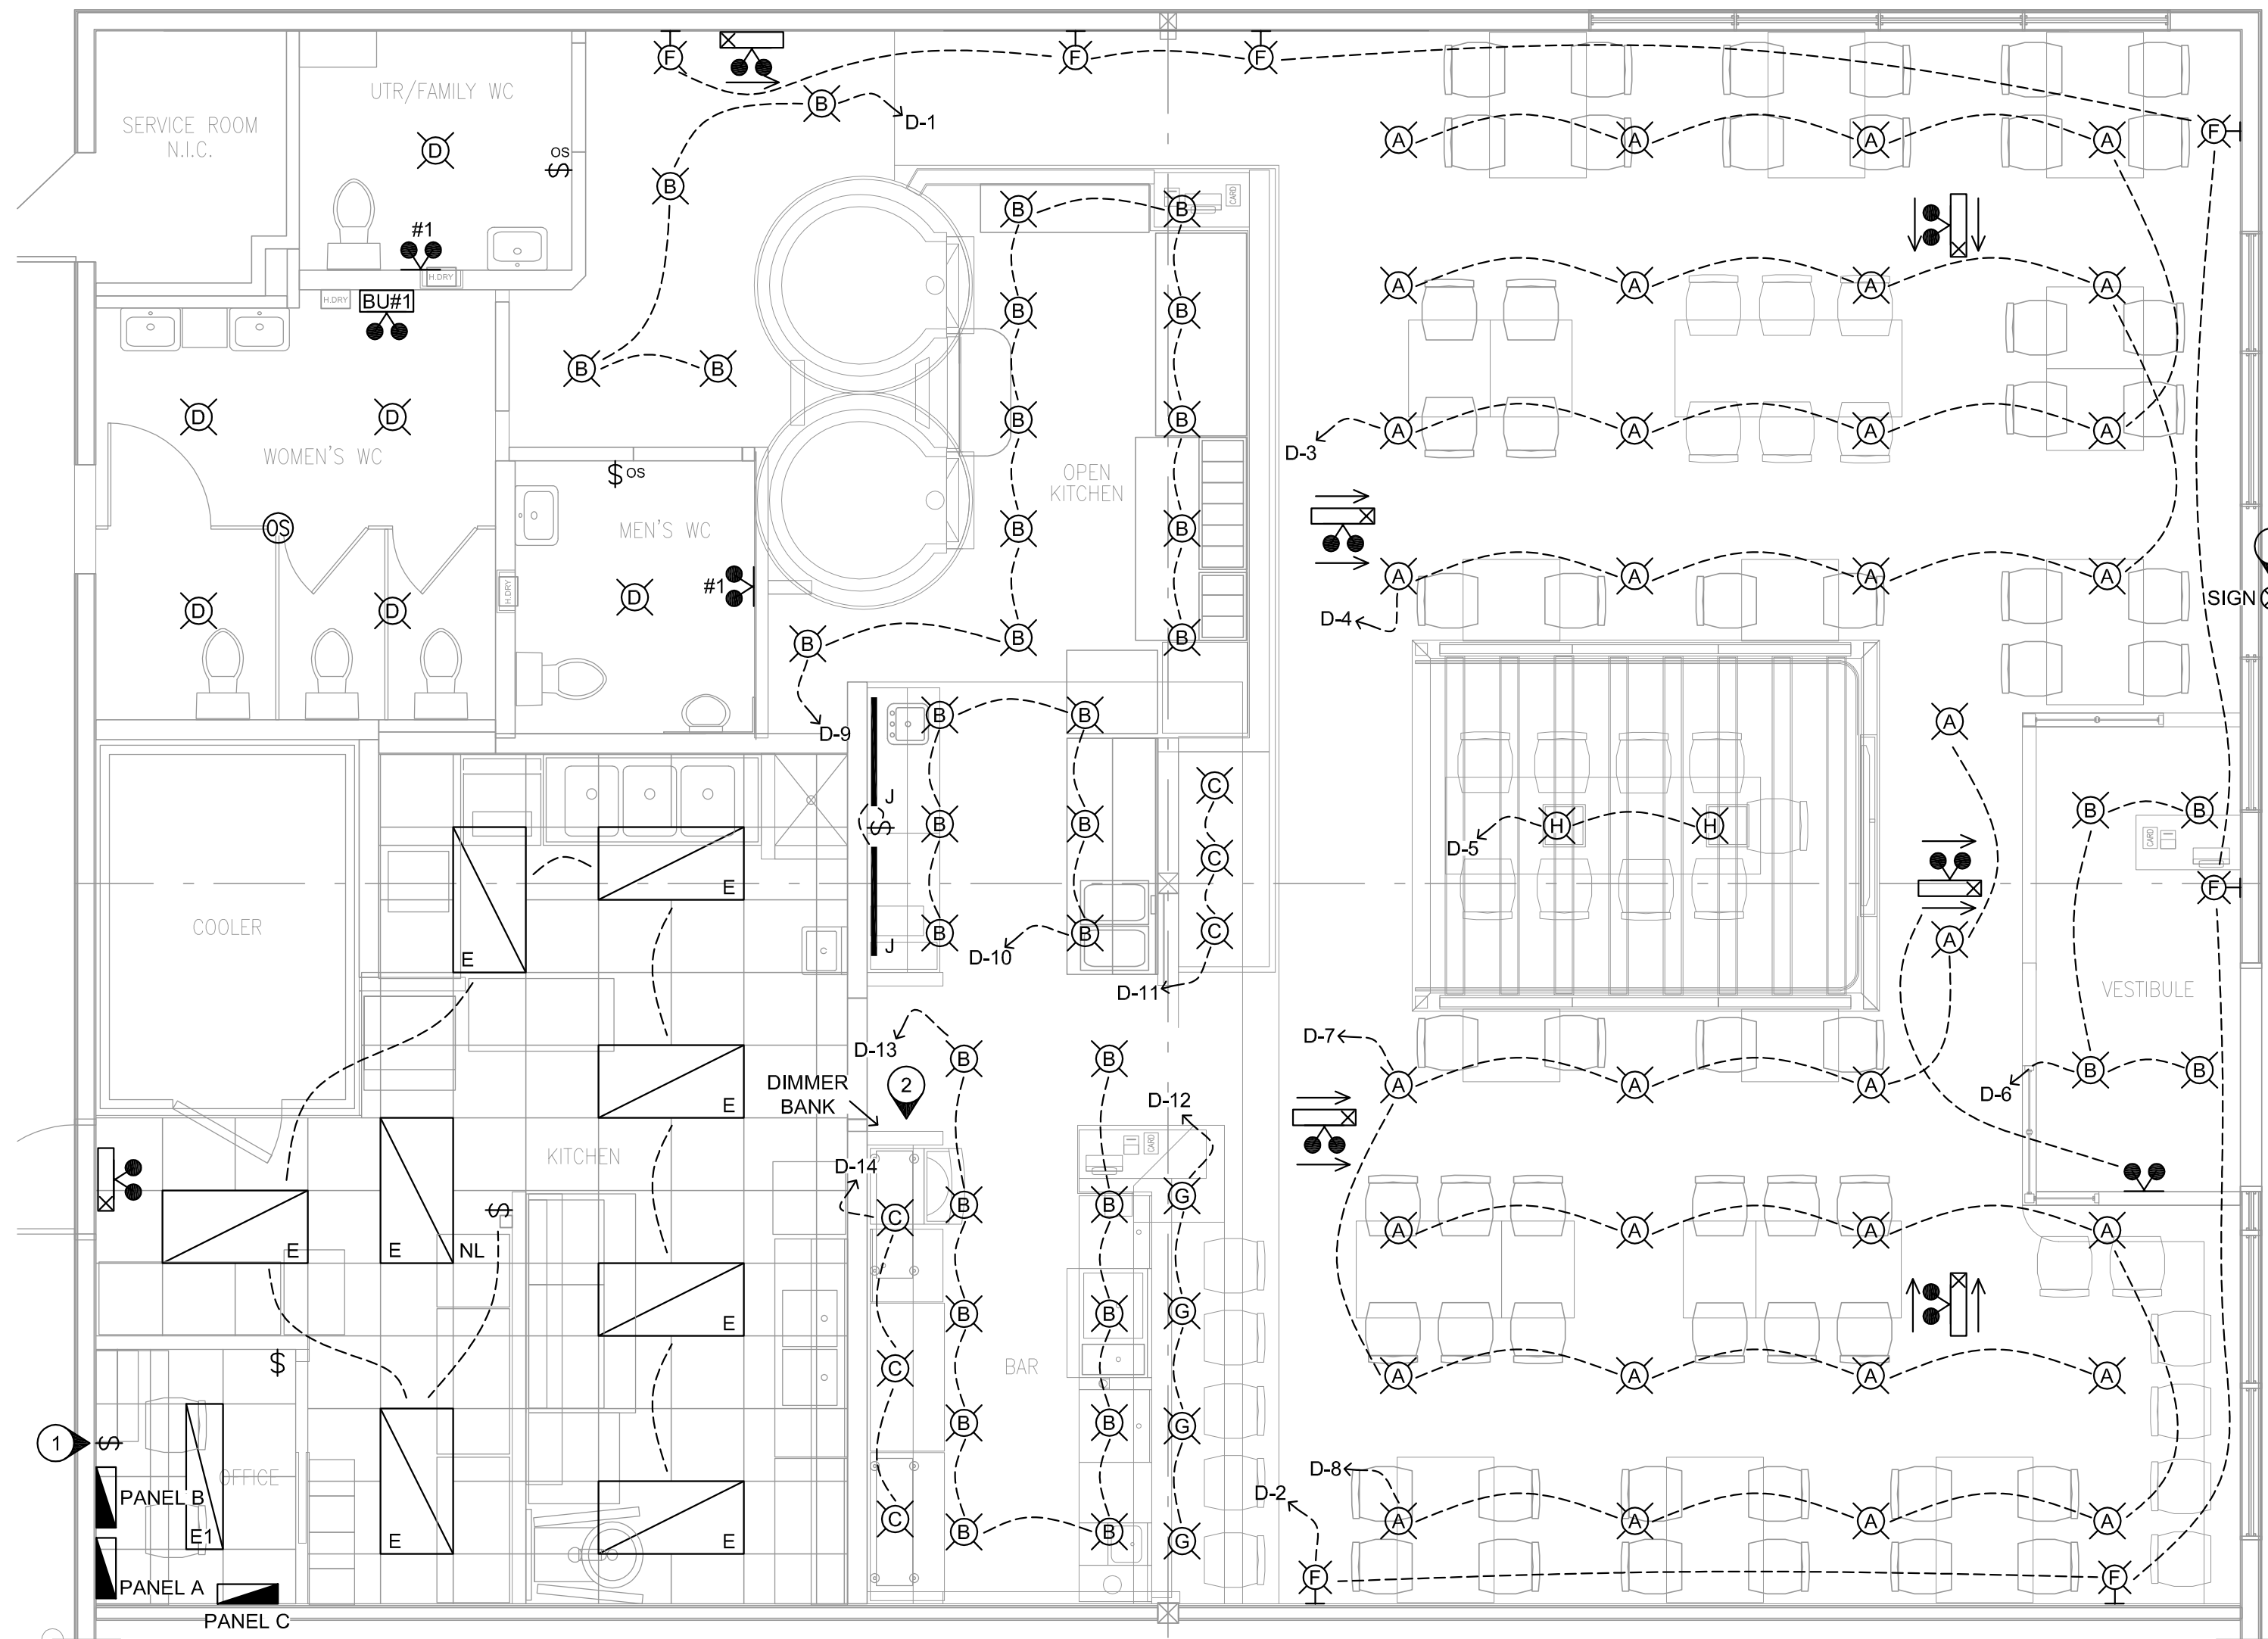 F
F
F
UTR/FAMILY WC
SERVICE ROOM
N.I.C.
B
D-1
D
OS
$
F
A
A
A
A
B
CARD
B
B
#1
H.DRY
H.DRY
BU#1
A
A
A
A
B
B
B
B
D
D
WOMEN'S WC
B
B
D-3
A
A
A
A
$ OS
OPEN
KITCHEN
OS
MEN'S WC
B
B
D
D
H.DRY
D
#1
D-4
A
A
A
A
SIGN
B
B
B
D-9
B
B
A
J
$
B
B
C
D-5
H
H
B
B
CARD
E
E
C
F
COOLER
E
J
B
D-10
B
C
A
D-11
VESTIBULE
D-13
B
B
D-7
A
A
A
D-6
B
B
E
DIMMER
BANK
2
D-12
CARD
KITCHEN
D-14
C
B
B
G
A
A
A
A
$
E
E
NL
E
B
B
G
$
C
BAR
A
A
A
A
1
$
B
B
G
OFFICE
PANEL B
E1
E
E
C
B
B
G
D-2
D-8
A
A
A
A
PANEL A
PANEL C
F
F